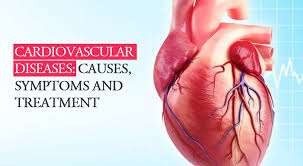 CARDIOVASCULAR
DISEASES: CAUSES,
SYMPTOMS AND
TREATMENT